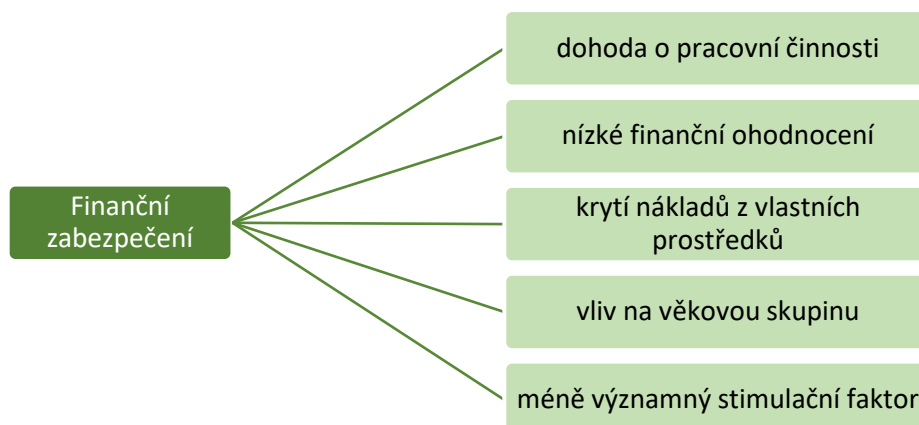 dohoda o pracovní činnosti
nízké finanční ohodnocení
Finanční
zabezpečení
krytí nákladů z vlastních
prostředků
vliv na věkovou skupinu
méně významný stimulační faktor